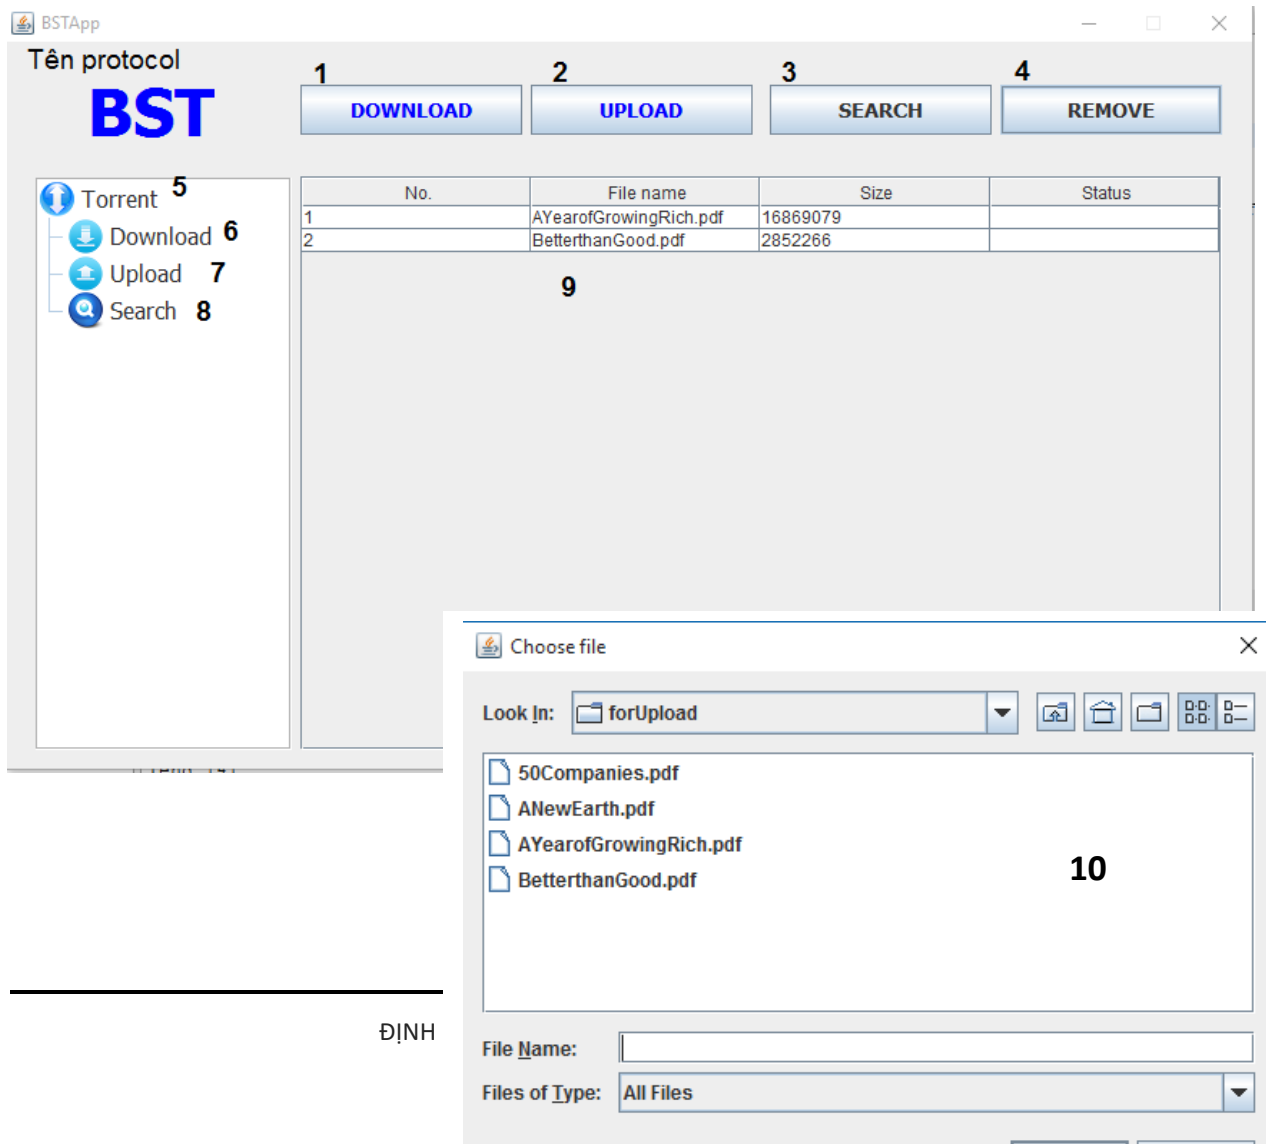 BSTApp
Tên protocol
BST
1 2 3 4
DOWNLOAD UPLOAD SEARCH REMOVE
Torrent 5
Download 6
Upload 7
Search 8
No. File name Size Status
1 AYearofGrowingRich.pdf 16869079
2 BetterthanGood.pdf 2852266
9
Choose file
Look In: forUpload
50Companies.pdf
ANewEarth.pdf
AYearofGrowingRich.pdf
BetterthanGood.pdf
10
ĐỊNH
File Name:
Files of Type: All Files